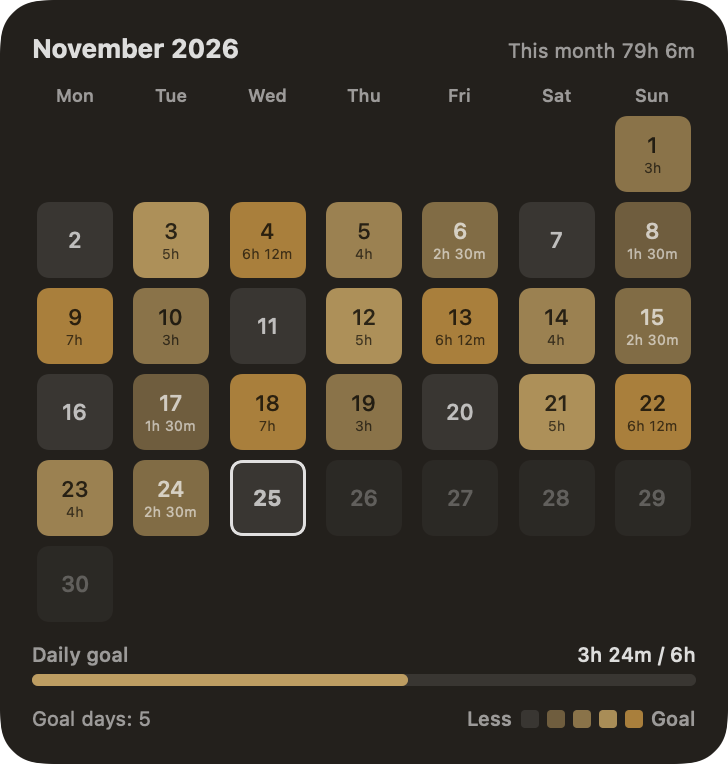 November 2026 This month 79h 6m
Mon Tue Wed Thu Fri Sat Sun
1
3h
2 3 4 5 6 7 8
5h 6h 12m 4h 2h 30m 1h 30m
9 10 11 12 13 14 15
7h 3h 5h 6h 12m 4h 2h 30m
16 17 18 19 20 21 22
1h 30m 7h 3h 5h 6h 12m
23 24 25 26 27 28 29
4h 2h 30m
30
Daily goal 3h 24m / 6h
Goal days: 5 Less Goal